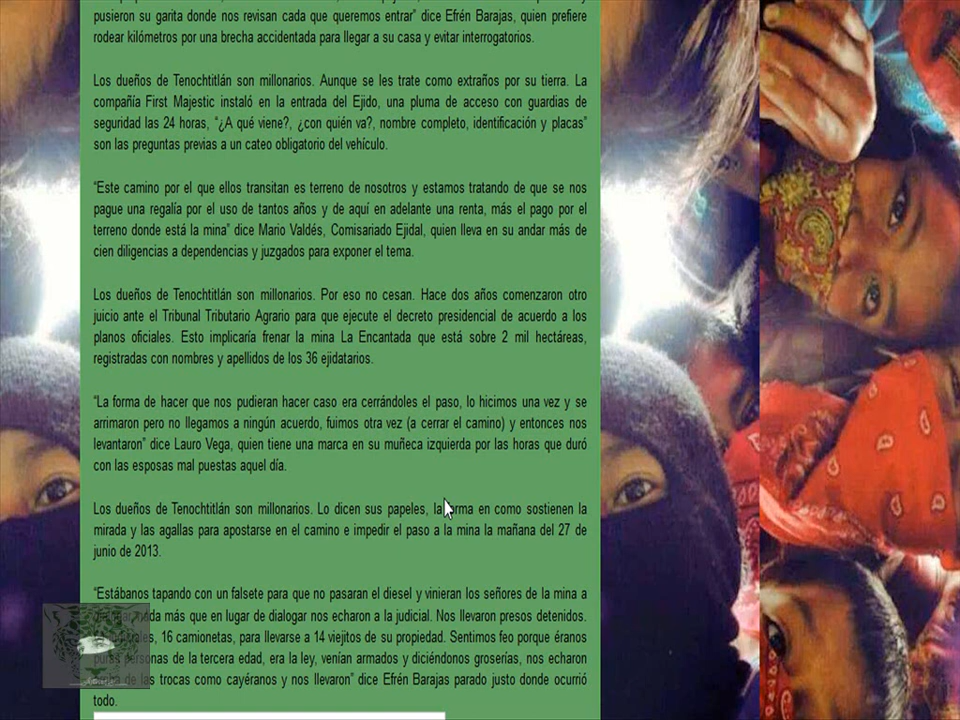 pusieron su garita donde nos revisan cada que queremos entrar” dice Efrén Barajas, quien prefiere
rodear kilómetros por una brecha accidentada para llegar a su casa y evitar interrogatorios.
Los dueños de Tenochtitlán son millonarios. Aunque se les trate como extraños por su tierra. La
compañía First Majestic instaló en la entrada del Ejido, una pluma de acceso con guardias de
seguridad las 24 horas, “¿A qué viene?, ¿con quién va?, nombre completo, identificación y placas”
son las preguntas previas a un cateo obligatorio del vehículo.
“Este camino por el que ellos transitan es terreno de nosotros y estamos tratando de que se nos
pague una regalía por el uso de tantos años y de aquí en adelante una renta, más el pago por el
terreno donde está la mina” dice Mario Valdés, Comisariado Ejidal, quien lleva en su andar más de
cien diligencias a dependencias y juzgados para exponer el tema.
Los dueños de Tenochtitlán son millonarios. Por eso no cesan. Hace dos años comenzaron otro
juicio ante el Tribunal Tributario Agrario para que ejecute el decreto presidencial de acuerdo a los
planos oficiales. Esto implicaría frenar la mina La Encantada que está sobre 2 mil hectáreas,
registradas con nombres y apellidos de los 36 ejidatarios.
“La forma de hacer que nos pudieran hacer caso era cerrándoles el paso, lo hicimos una vez y se
arrimaron pero no llegamos a ningún acuerdo, fuimos otra vez (a cerrar el camino) y entonces nos
levantaron” dice Lauro Vega, quien tiene una marca en su muñeca izquierda por las horas que duró
con las esposas mal puestas aquel día.
Los dueños de Tenochtitlán son millonarios. Lo dicen sus papeles, la forma en como sostienen la
mirada y las agallas para apostarse en el camino e impedir el paso a la mina la mañana del 27 de
junio de 2013.
“Estábanos tapando con un falsete para que no pasaran el diesel y vinieran los señores de la mina a
nada más que en lugar de dialogar nos echaron a la judicial. Nos llevaron presos detenidos.
16 camionetas, para llevarse a 14 viejitos de su propiedad. Sentimos feo porque éranos
puras personas de la tercera edad, era la ley, venían armados y diciéndonos groserías, nos echaron
de las trocas como cayéranos y nos llevaron” dice Efrén Barajas parado justo donde ocurrió
todo.